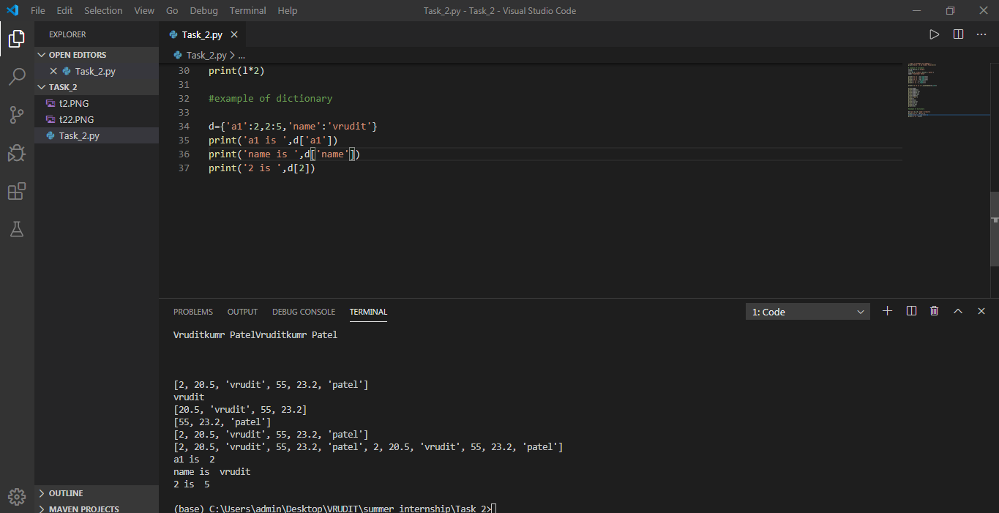 File Edit Selection View Go Debug Terminal Help
Task_2.py - Task_2 - Visual Studio Code
EXPLORER
OPEN EDITORS
Task_2.py
TASK_2
t2.PNG
t22.PNG
Task_2.py
OUTLINE
MAVEN PROJECTS
Task_2.py
Task_2.py > ...
30 print(l*2)
31
32 #example of dictionary
33
34 d={'a1':2,2:5,'name':'vrudit'}
35 print('a1 is ',d['a1'])
36 print('name is ',d['name'])
37 print('2 is ',d[2])
PROBLEMS OUTPUT DEBUG CONSOLE TERMINAL
1: Code
Vruditkumr PatelVruditkumr Patel
[2, 20.5, 'vrudit', 55, 23.2, 'patel']
vrudit
[20.5, 'vrudit', 55, 23.2]
[55, 23.2, 'patel']
[2, 20.5, 'vrudit', 55, 23.2, 'patel']
[2, 20.5, 'vrudit', 55, 23.2, 'patel', 2, 20.5, 'vrudit', 55, 23.2, 'patel']
a1 is  2
name is  vrudit
2 is  5
(base) C:\Users\admin\Desktop\VRUDIT\summer internship\Task_2>